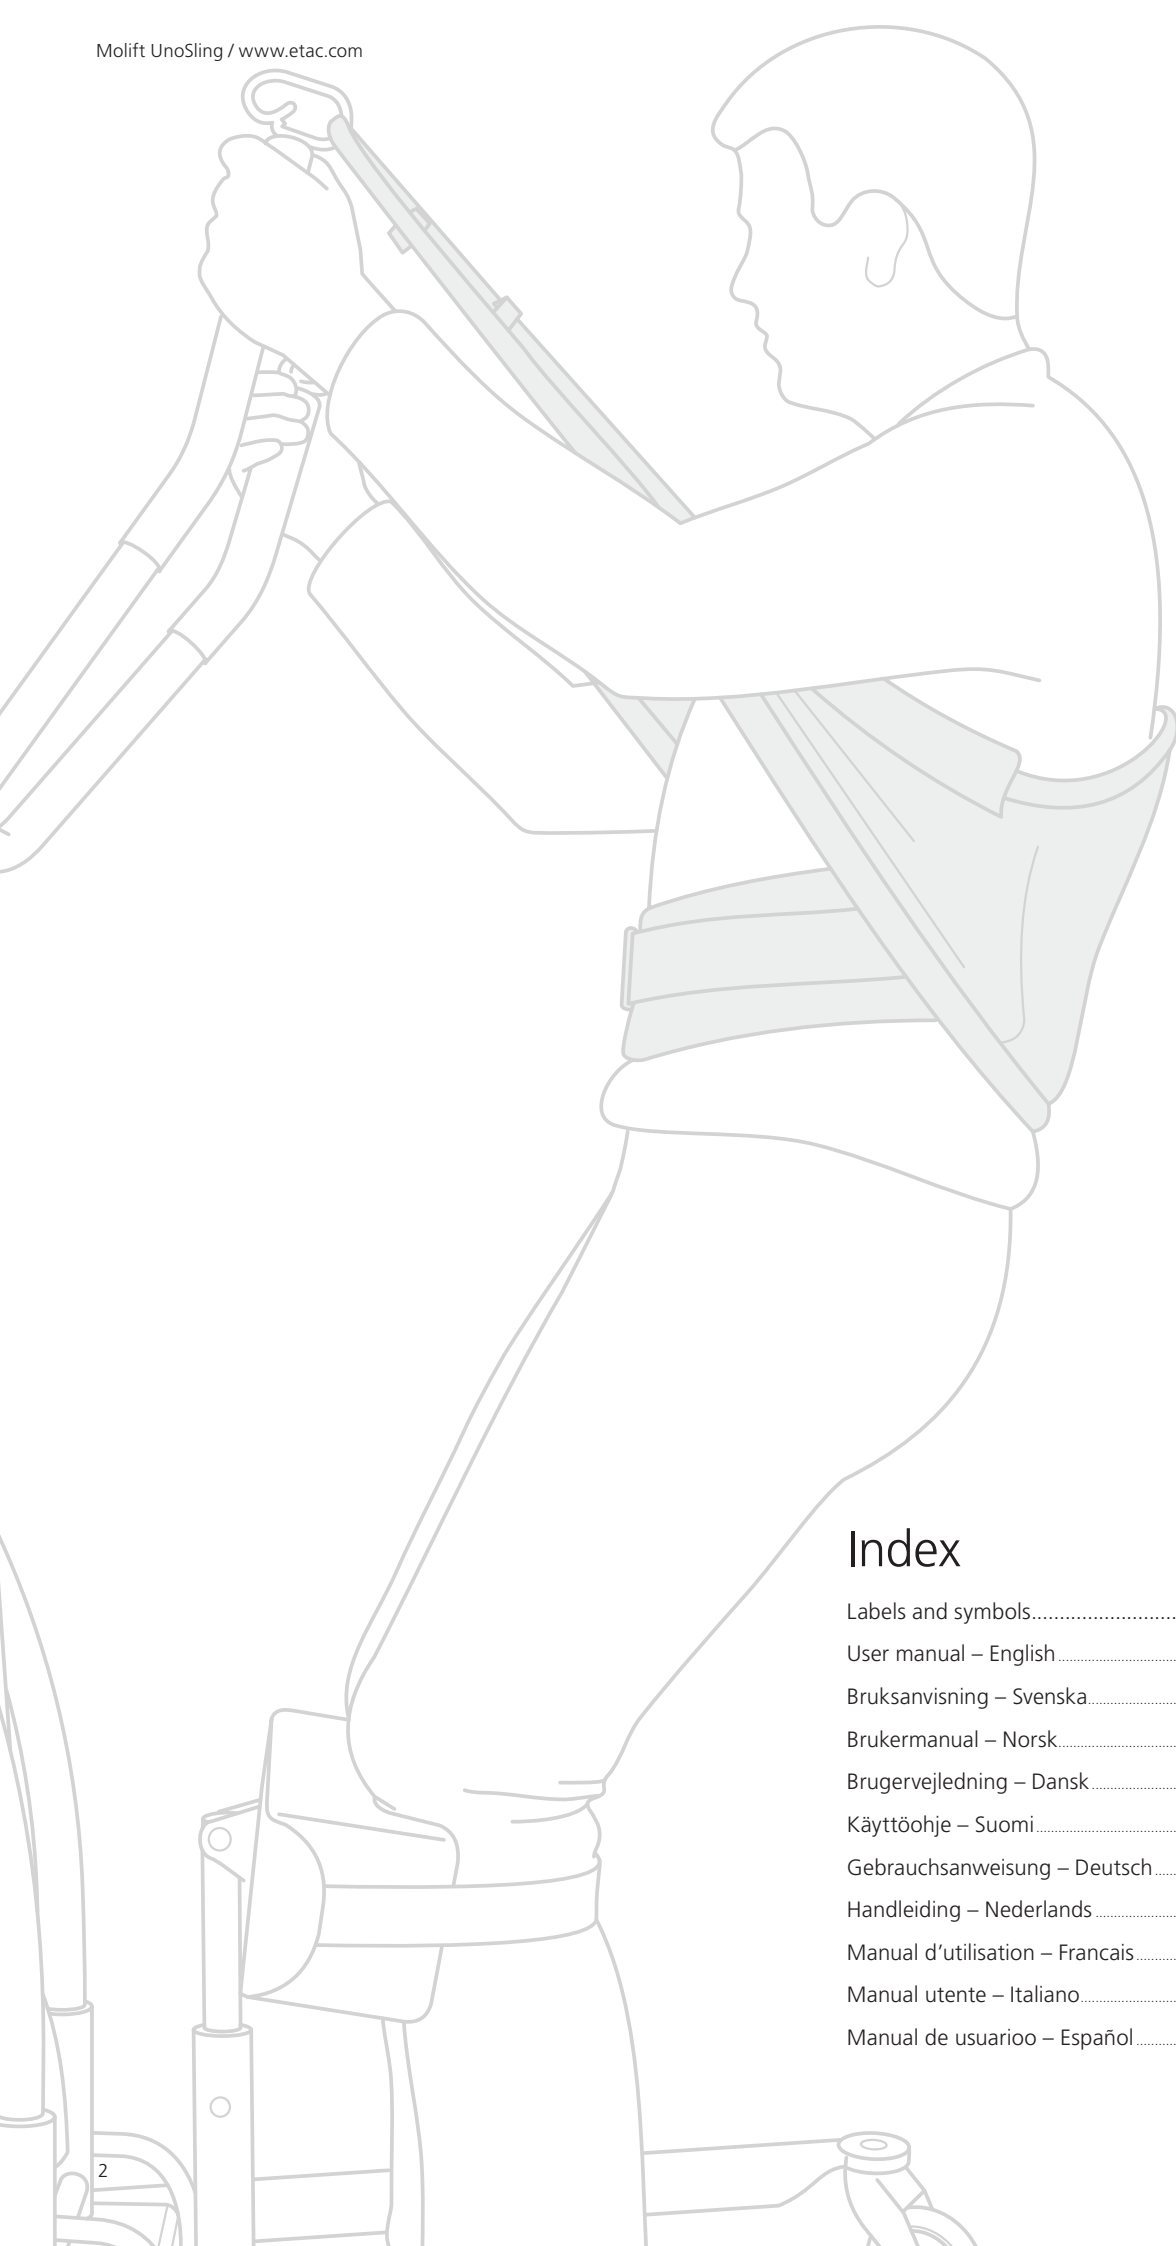 Molift UnoSling / www.etac.com
Index
Labels and symbols..........................
User manual – English..........................
Bruksanvisning – Svenska..........................
Brukermanual – Norsk..........................
Brugervejledning – Dansk..........................
Käyttöohje – Suomi..........................
Gebrauchsanweisung – Deutsch......
Handleiding – Nederlands..........................
Manual d’utilisation – Francais............
Manual utente – Italiano..........................
Manual de usuarioo – Español............
2